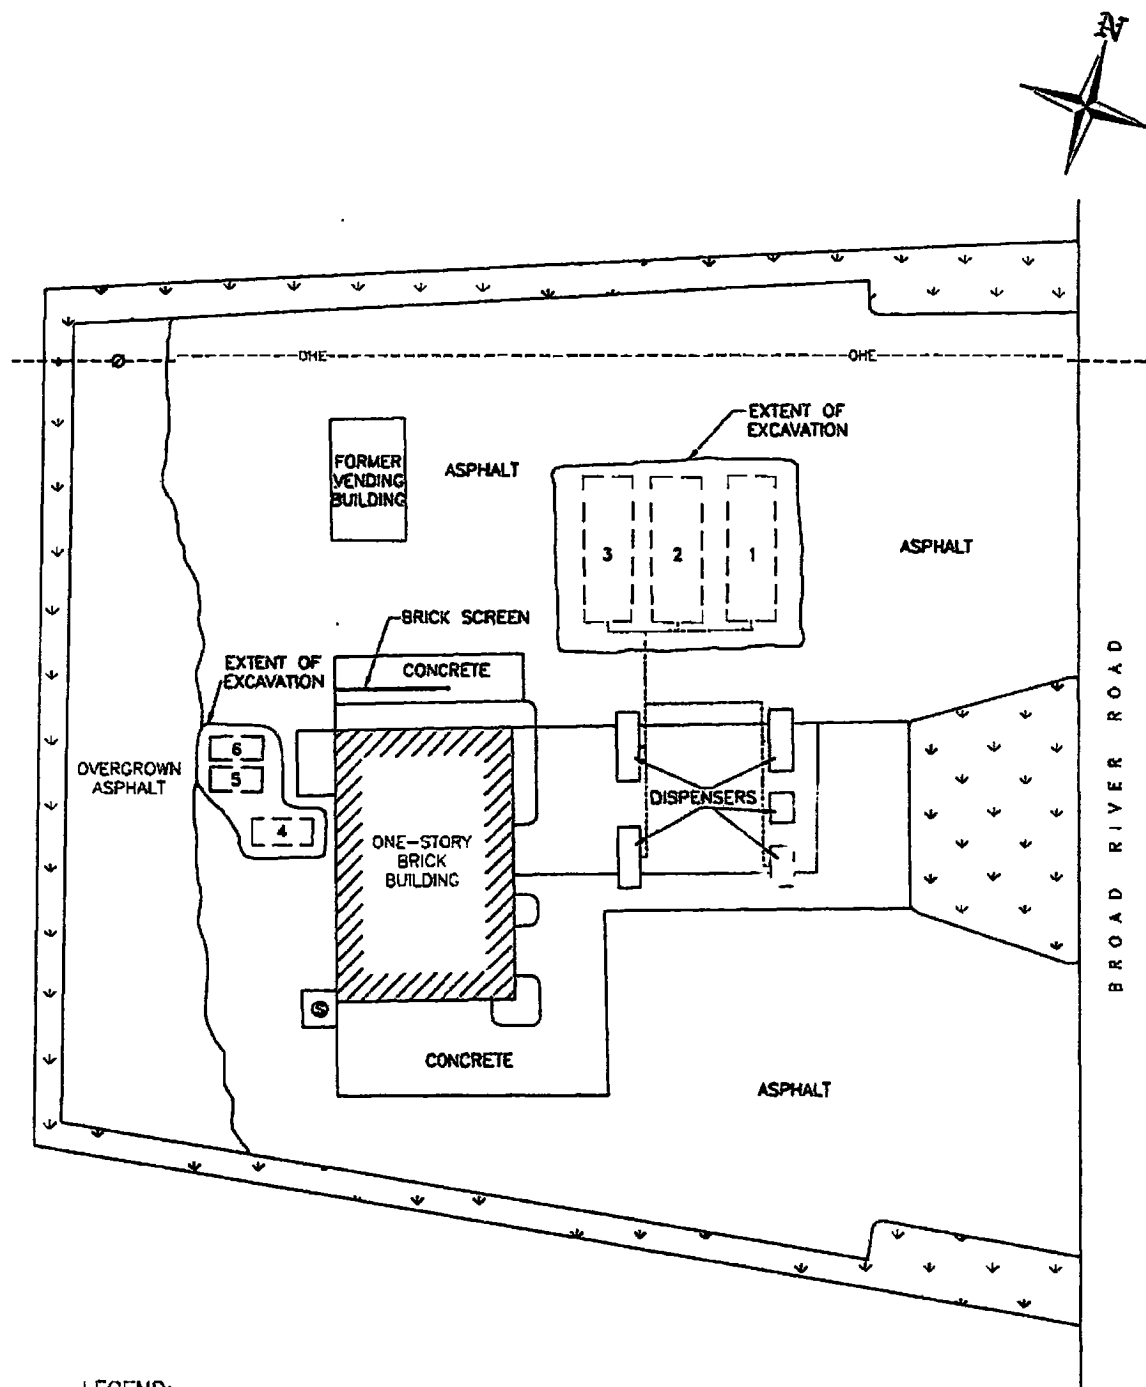 N
OHE
OHE
EXTENT OF
EXCAVATION
FORMER
VENDING
BUILDING
ASPHALT
3
2
1
ASPHALT
BRICK SCREEN
CONCRETE
EXTENT OF
EXCAVATION
6
5
4
OVERGROWN
ASPHALT
DISPENSERS
ONE-STORY
BRICK
BUILDING
BROAD RIVER ROAD
S
CONCRETE
ASPHALT
LEGEND: